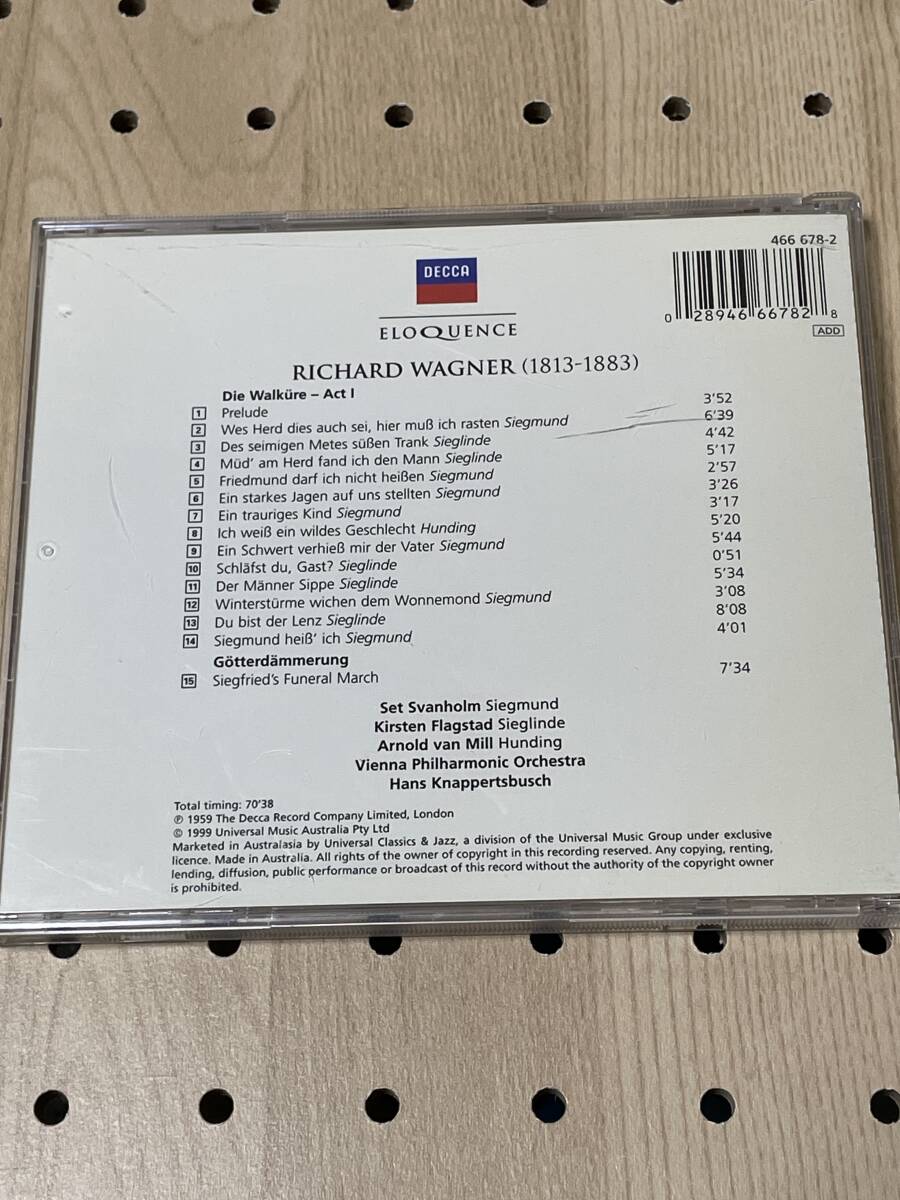 466 678-2
DECCA
0 28946 66782 8
ADD
ELOQUENCE
RICHARD WAGNER (1813-1883)
Die Walküre – Act I
1 Prelude 3'52
2 Wes Herd dies auch sei, hier muß ich rasten Siegmund 6'39
3 Des seimigen Metes süßen Trank Sieglinde 4'42
4 Müd' am Herd fand ich den Mann Sieglinde 5'17
5 Friedmund darf ich nicht heißen Siegmund 2'57
6 Ein starkes Jagen auf uns stellten Siegmund 3'26
7 Ein trauriges Kind Siegmund 3'17
8 Ich weiß ein wildes Geschlecht Hunding 5'20
9 Ein Schwert verhieß mir der Vater Siegmund 5'44
10 Schläfst du, Gast? Sieglinde 0'51
11 Der Männer Sippe Sieglinde 5'34
12 Winterstürme wichen dem Wonnemond Siegmund 3'08
13 Du bist der Lenz Sieglinde 8'08
14 Siegmund heiß' ich Siegmund 4'01
Götterdämmerung
15 Siegfried's Funeral March 7'34
Set Svanholm Siegmund
Kirsten Flagstad Sieglinde
Arnold van Mill Hunding
Vienna Philharmonic Orchestra
Hans Knappertsbusch
Total timing: 70'38
℗ 1959 The Decca Record Company Limited, London
© 1999 Universal Music Australia Pty Ltd
Marketed in Australasia by Universal Classics & Jazz, a division of the Universal Music Group under exclusive
licence. Made in Australia. All rights of the owner of copyright in this recording reserved. Any copying, renting,
lending, diffusion, public performance or broadcast of this record without the authority of the copyright owner
is prohibited.